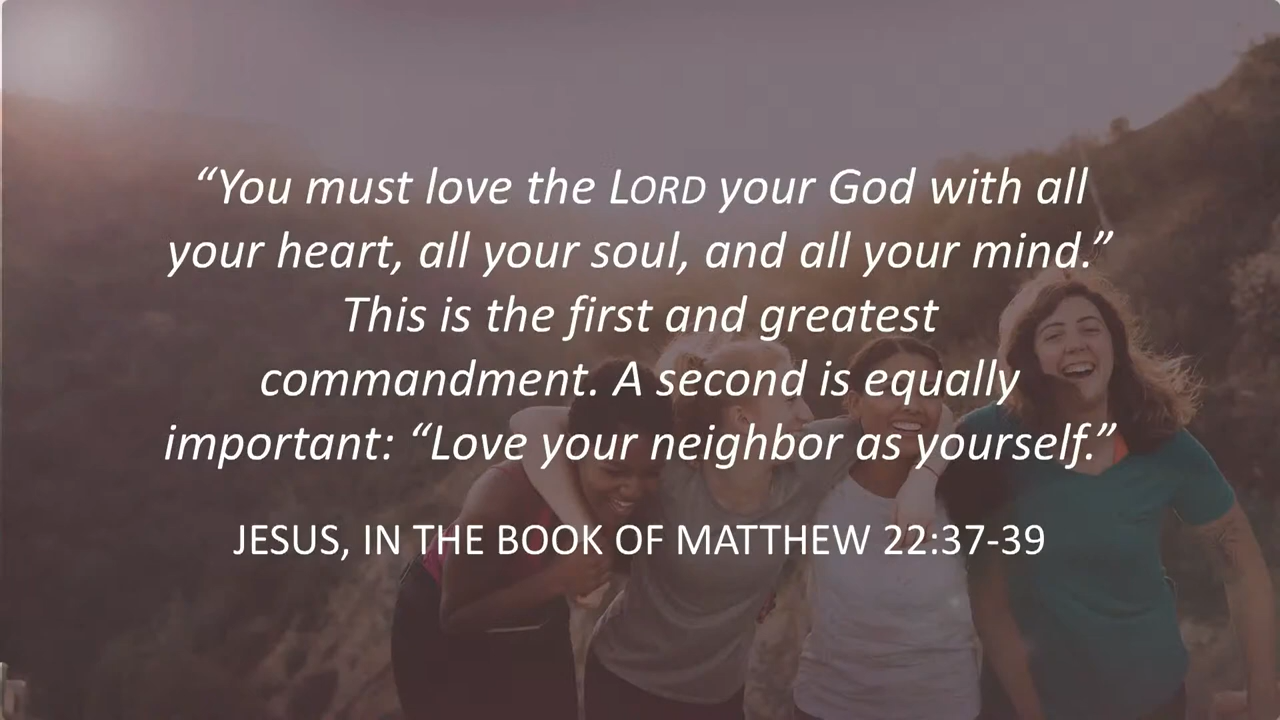 “You must love the LORD your God with all
your heart, all your soul, and all your mind.”
This is the first and greatest
commandment. A second is equally
important: “Love your neighbor as yourself.”
JESUS, IN THE BOOK OF MATTHEW 22:37-39